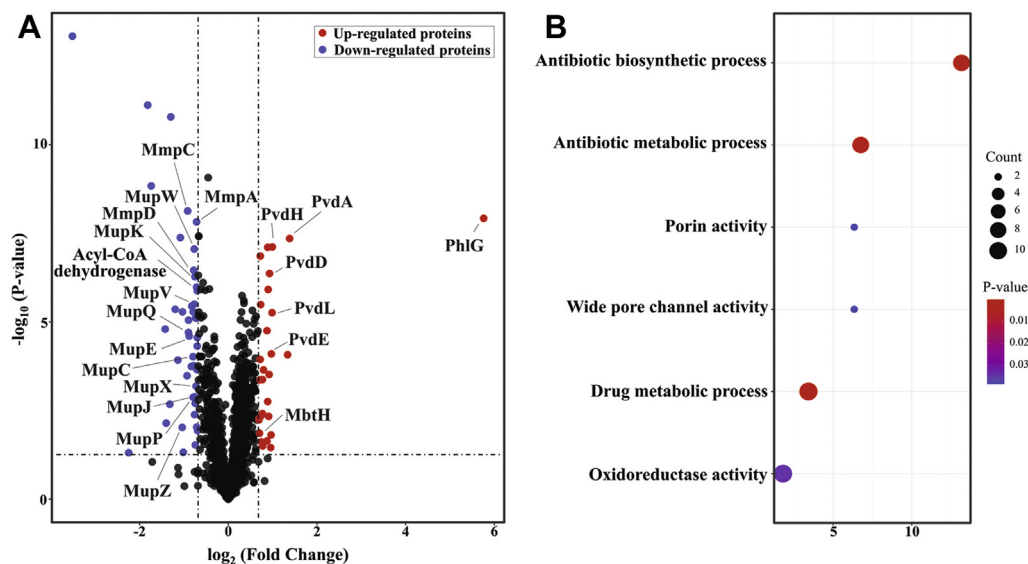 A
Up-regulated proteins
Down-regulated proteins
MmpC
MupW
MmpA
MmpD
MupK
Acyl-CoA
dehydrogenase
MupV
MupQ
MupE
MupC
MupX
MupJ
MupP
MupZ
PvdH
PvdA
PhlG
PvdD
PvdL
PvdE
MbtH
-log10 (P-value)
10
5
0
-2
0
2
4
6
log2 (Fold Change)
B
Antibiotic biosynthetic process
Antibiotic metabolic process
Porin activity
Wide pore channel activity
Drug metabolic process
Oxidoreductase activity
5
10
Count
2
4
6
8
10
P-value
0.01
0.02
0.03